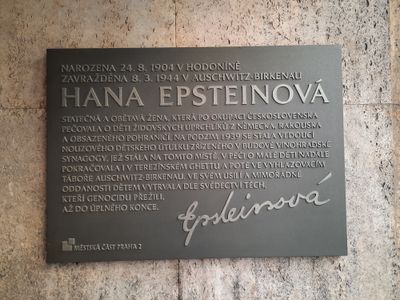 NAROZENA 24. 8. 1904 V HODONÍNĚ
ZAVRAŽDĚNA 8. 3. 1944 V AUSCHWITZ-BIRKENAU
HANA EPSTEINOVÁ
STATEČNÁ A OBĚTAVÁ ŽENA, KTERÁ PO OKUPACI ČESKOSLOVENSKA
PEČOVALA O DĚTI ŽIDOVSKÝCH UPRCHLÍKŮ Z NĚMECKA, RAKOUSKA
A OBSAZENÉHO POHRANIČÍ. NA PODZIM 1939 SE STALA VEDOUCÍ
NOUZOVÉHO DĚTSKÉHO ÚTULKU ZŘÍZENÉHO V BUDOVĚ VINOHRADSKÉ
SYNAGOGY, JEŽ STÁLA NA TOMTO MÍSTĚ. V PÉČI O MALÉ DĚTI NADÁLE
POKRAČOVALA I V TEREZÍNSKÉM GHETTU A POTÉ VE VYHLAZOVACÍM
TÁBOŘE AUSCHWITZ-BIRKENAU. VE SVÉM ÚSILÍ A MIMOŘÁDNÉ
ODDANOSTI DĚTEM VYTRVALA DLE SVĚDECTVÍ TĚCH,
KTEŘÍ GENOCIDU PŘEŽILI,
AŽ DO ÚPLNÉHO KONCE.
Epsteinová
MĚSTSKÁ ČÁST PRAHA 2